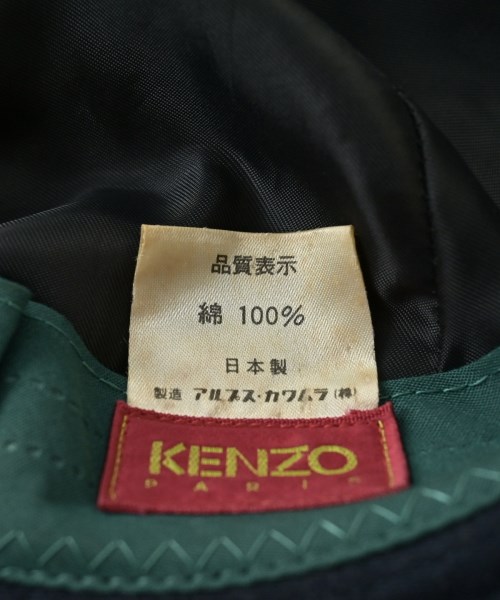 品質表示
綿 100%
日本製
製造 アルプス・カワムラ(株)
KENZO
PARIS